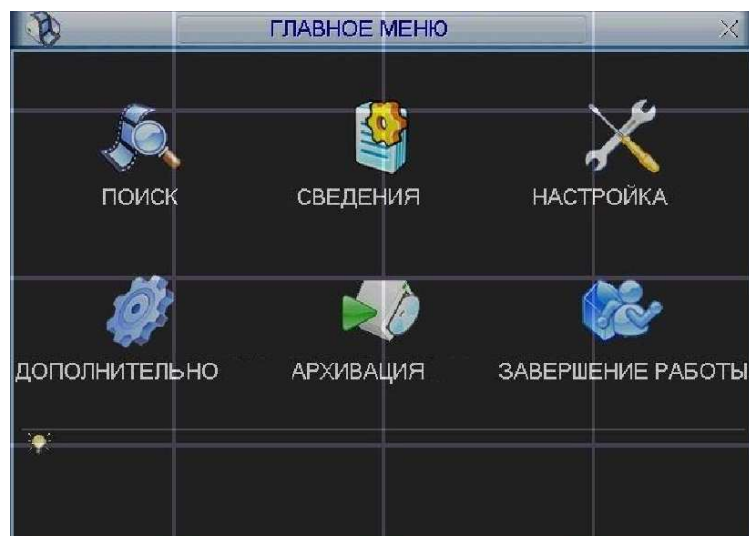 ГЛАВНОЕ МЕНЮ
ПОИСК
СВЕДЕНИЯ
НАСТРОЙКА
ДОПОЛНИТЕЛЬНО
АРХИВАЦИЯ
ЗАВЕРШЕНИЕ РАБОТЫ